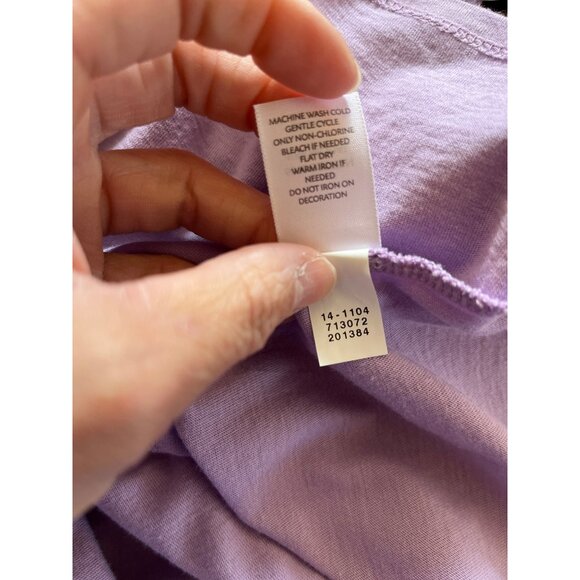 MACHINE WASH COLD
GENTLE CYCLE
ONLY NON-CHLORINE
BLEACH IF NEEDED
FLAT DRY
WARM IRON IF
NEEDED
DO NOT IRON ON
DECORATION
14-1104
713072
201384